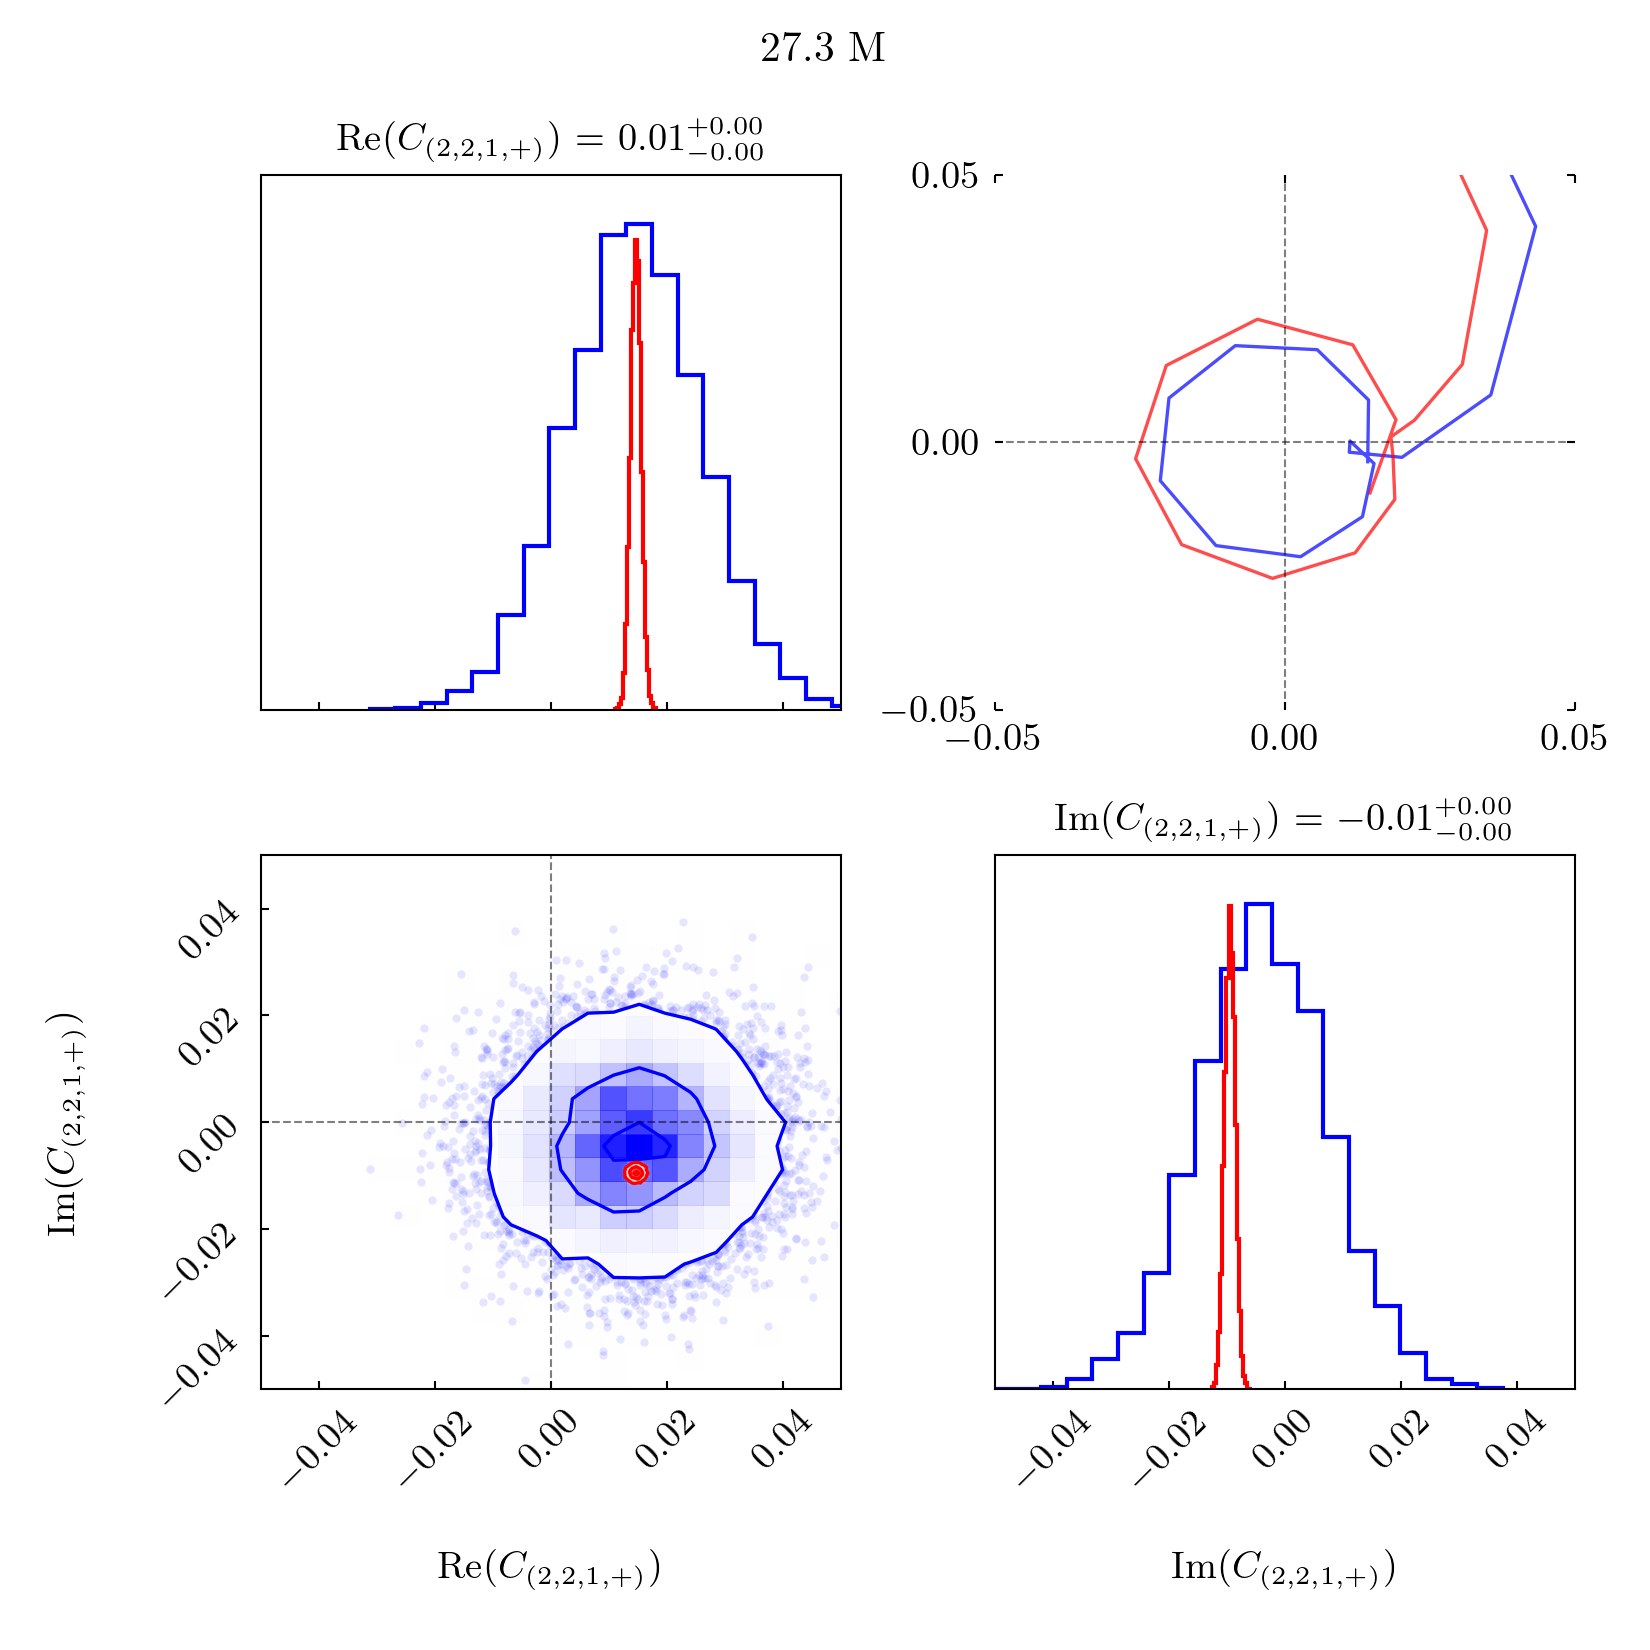 27.3 M
Re(C_(2,2,1,+)) = 0.01^{+0.00}_{−0.00}
0.05
0.00
−0.05
−0.05 0.00 0.05
Im(C_(2,2,1,+)) = −0.01^{+0.00}_{−0.00}
Im(C_(2,2,1,+))
0.04
0.02
0.00
−0.02
−0.04
−0.04 −0.02 0.00 0.02 0.04
−0.04 −0.02 0.00 0.02 0.04
Re(C_(2,2,1,+))
Im(C_(2,2,1,+))